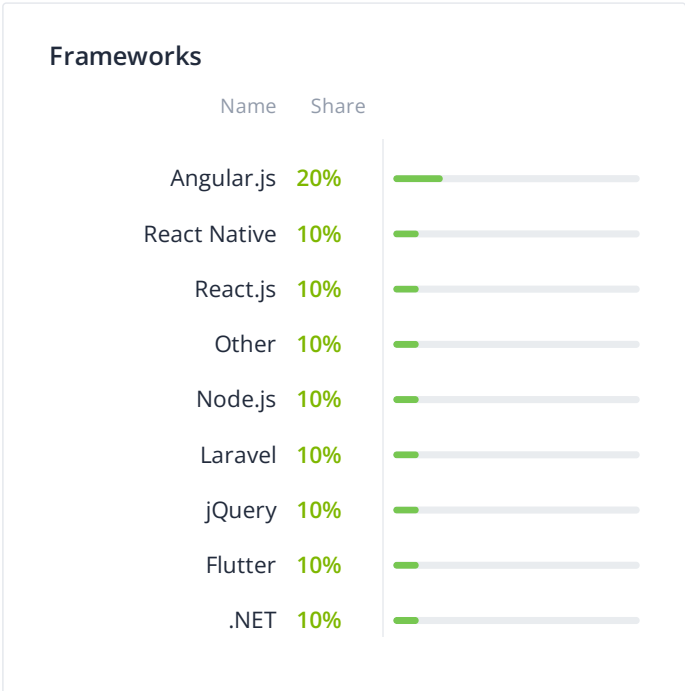 Frameworks
Name Share
Angular.js 20%
React Native 10%
React.js 10%
Other 10%
Node.js 10%
Laravel 10%
jQuery 10%
Flutter 10%
.NET 10%